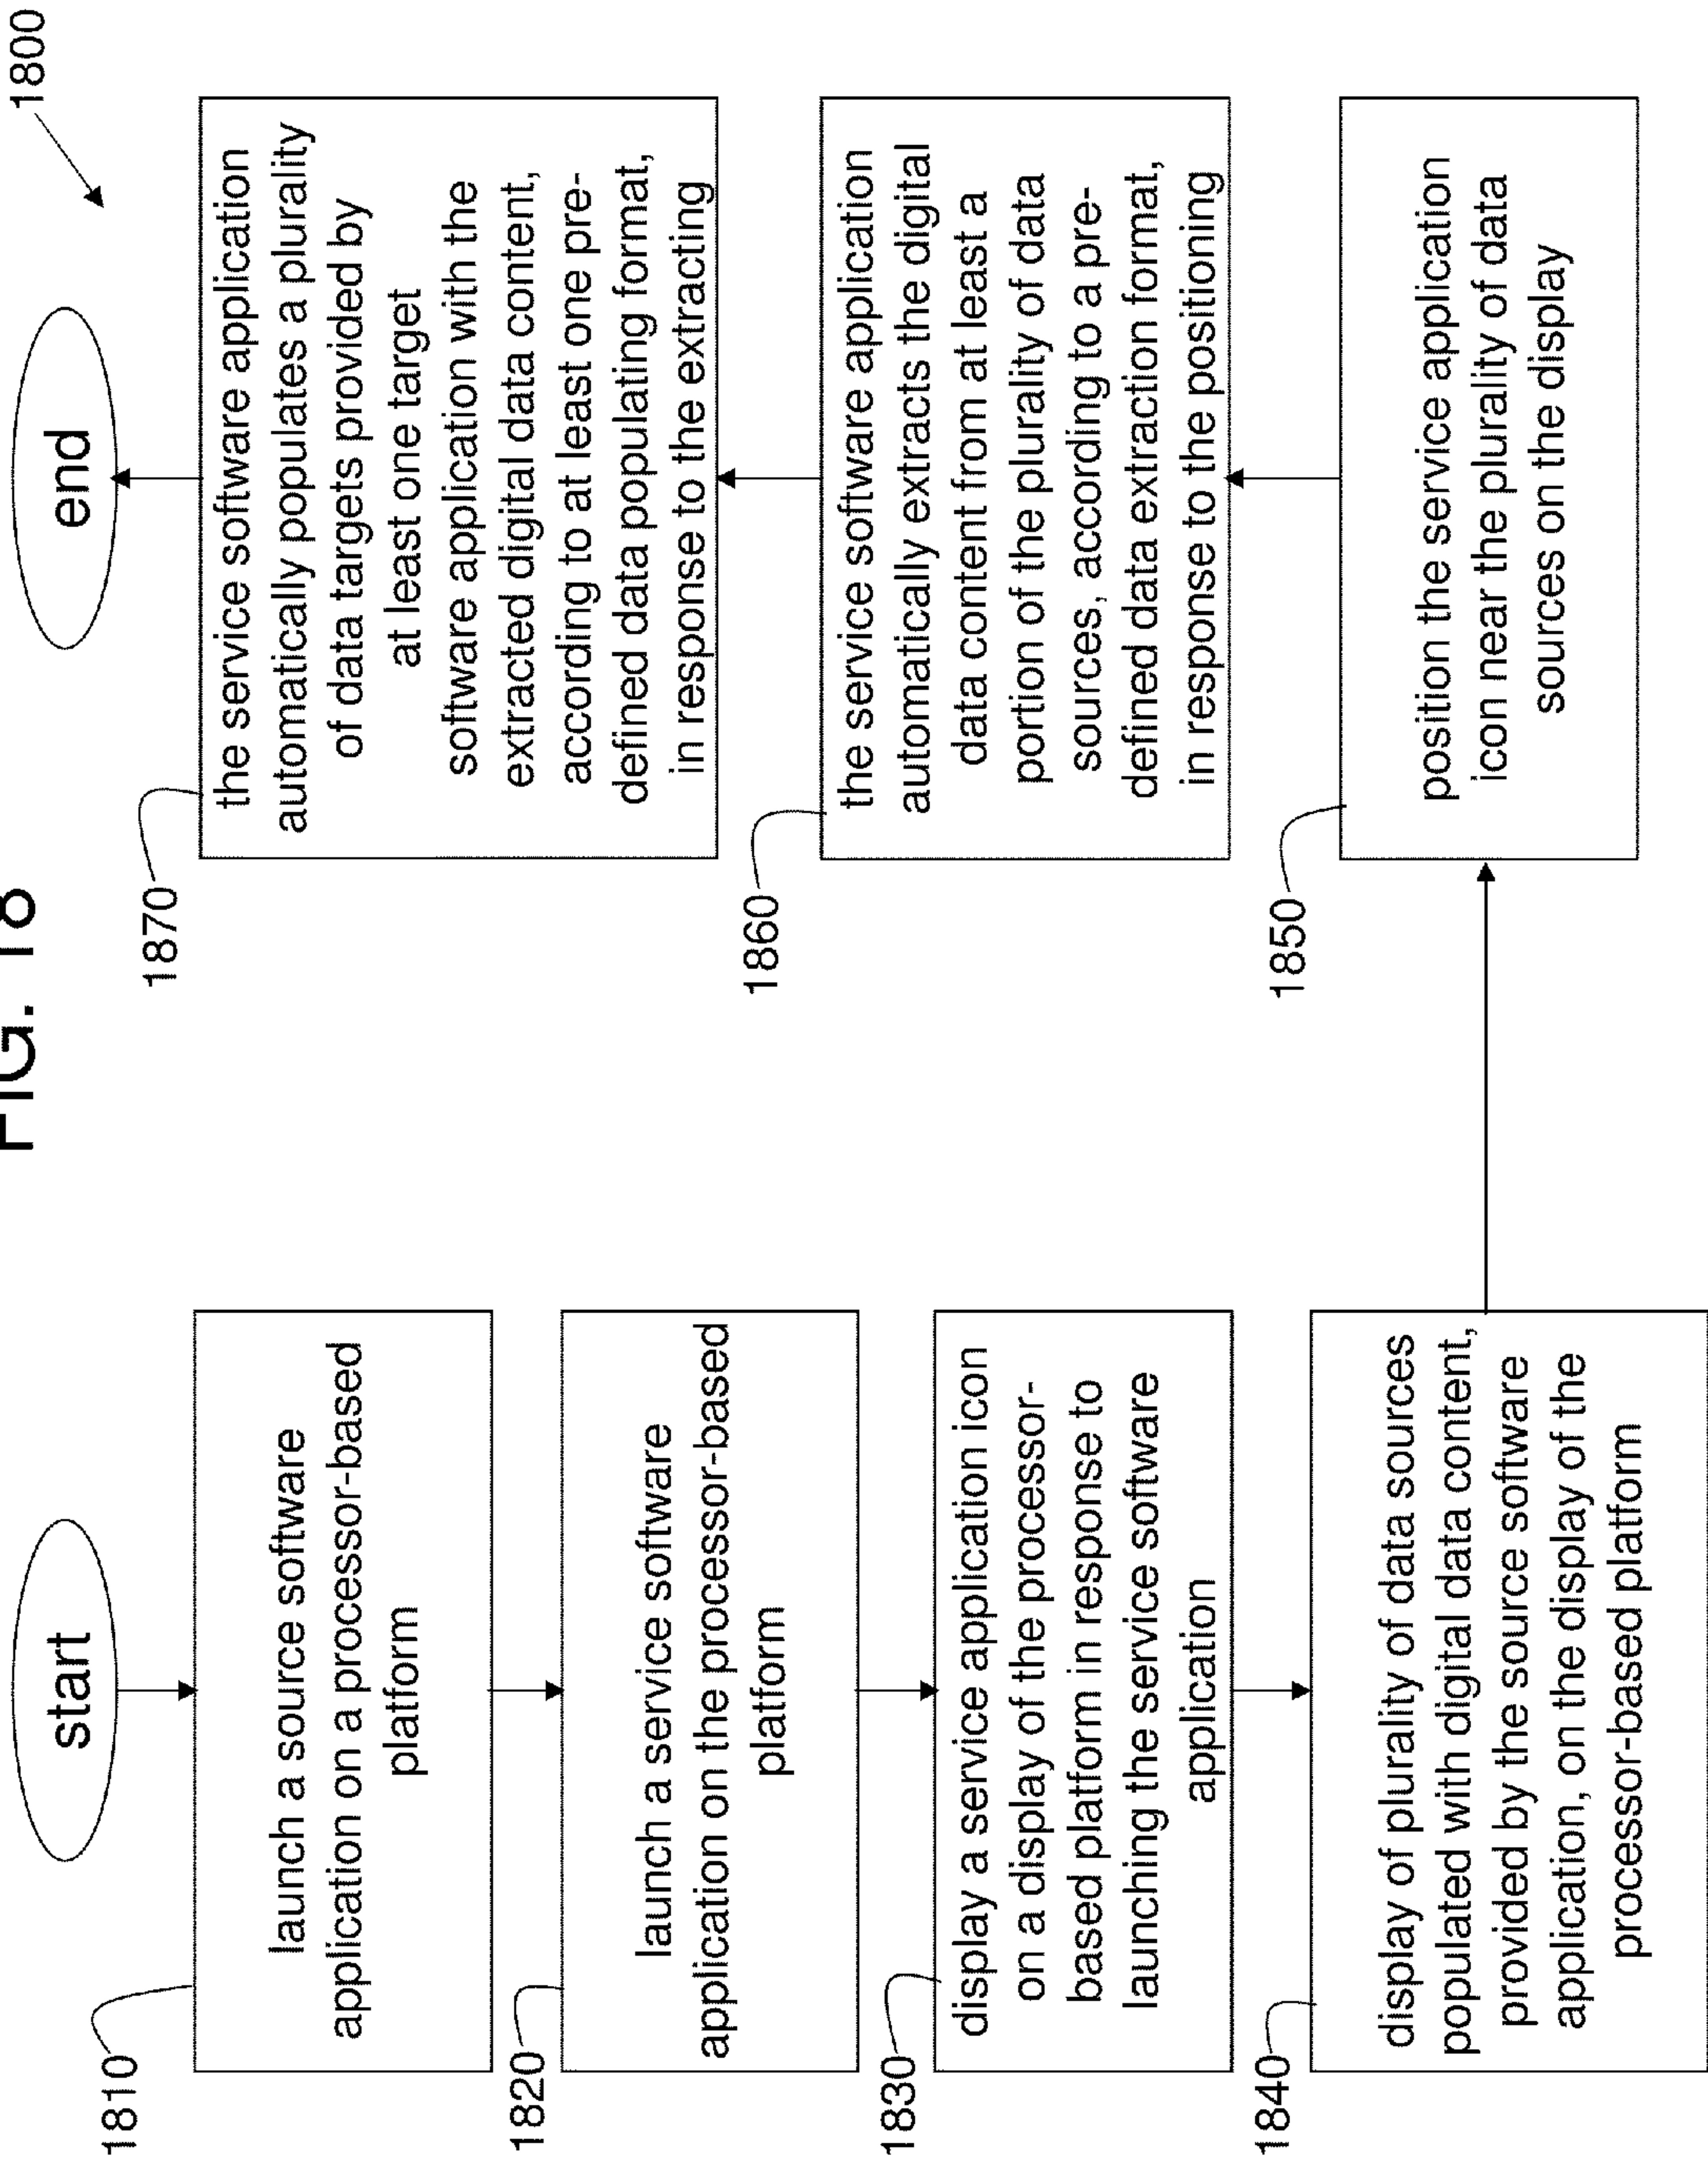 FIG. 18
1800
start
1810
launch a source software
application on a processor-based
platform
1820
launch a service software
application on the processor-based
platform
1830
display a service application icon
on a display of the processor-
based platform in response to
launching the service software
application
1840
display of plurality of data sources
populated with digital data content,
provided by the source software
application, on the display of the
processor-based platform
1850
position the service application
icon near the plurality of data
sources on the display
1860
the service software application
automatically extracts the digital
data content from at least a
portion of the plurality of data
sources, according to a pre-
defined data extraction format,
in response to the positioning
1870
the service software application
automatically populates a plurality
of data targets provided by
at least one target
software application with the
extracted digital data content,
according to at least one pre-
defined data populating format,
in response to the extracting
end